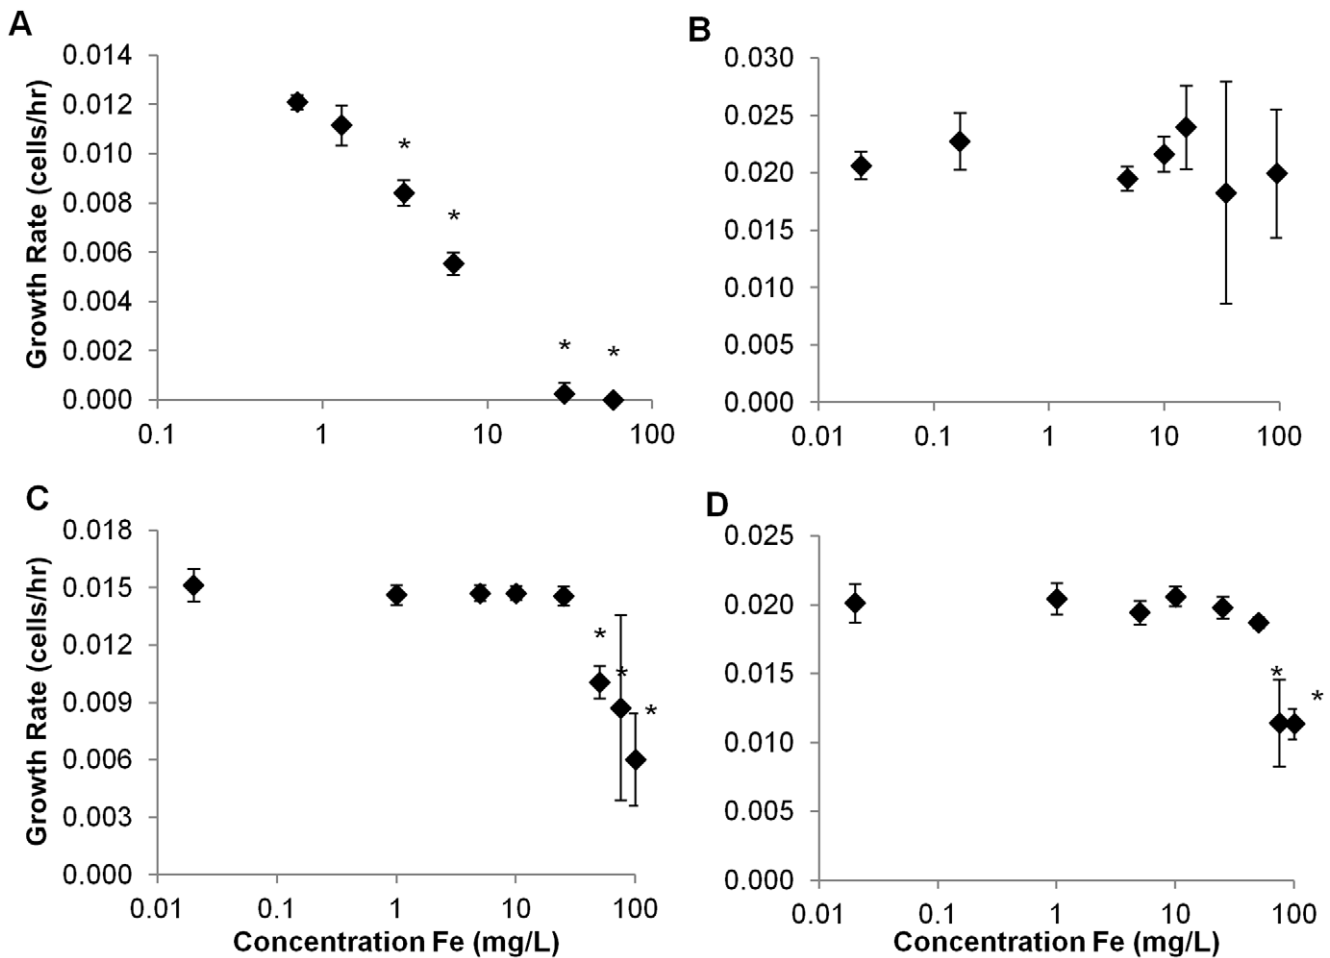 A
Growth Rate (cells/hr)
0.014
0.012
0.010
0.008
0.006
0.004
0.002
0.000
0.1 1 10 100
* * * *
B
0.030
0.025
0.020
0.015
0.010
0.005
0.000
0.01 0.1 1 10 100
C
Growth Rate (cells/hr)
0.018
0.015
0.012
0.009
0.006
0.003
0.000
0.01 0.1 1 10 100
* * *
Concentration Fe (mg/L)
D
0.025
0.020
0.015
0.010
0.005
0.000
0.01 0.1 1 10 100
* *
Concentration Fe (mg/L)